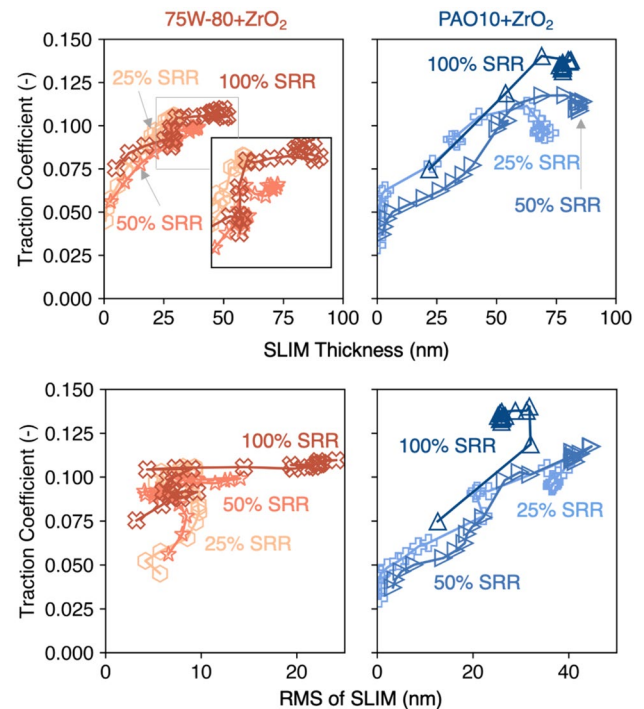 75W-80+ZrO₂
PAO10+ZrO₂
0.150
0.125
0.100
0.075
0.050
0.025
0.000
Traction Coefficient (-)
25% SRR
100% SRR
50% SRR
100% SRR
25% SRR
50% SRR
0
25
50
75
100
0
25
50
75
100
SLIM Thickness (nm)
0.150
0.125
0.100
0.075
0.050
0.025
0.000
Traction Coefficient (-)
100% SRR
50% SRR
25% SRR
100% SRR
25% SRR
50% SRR
0
10
20
0
20
40
RMS of SLIM (nm)